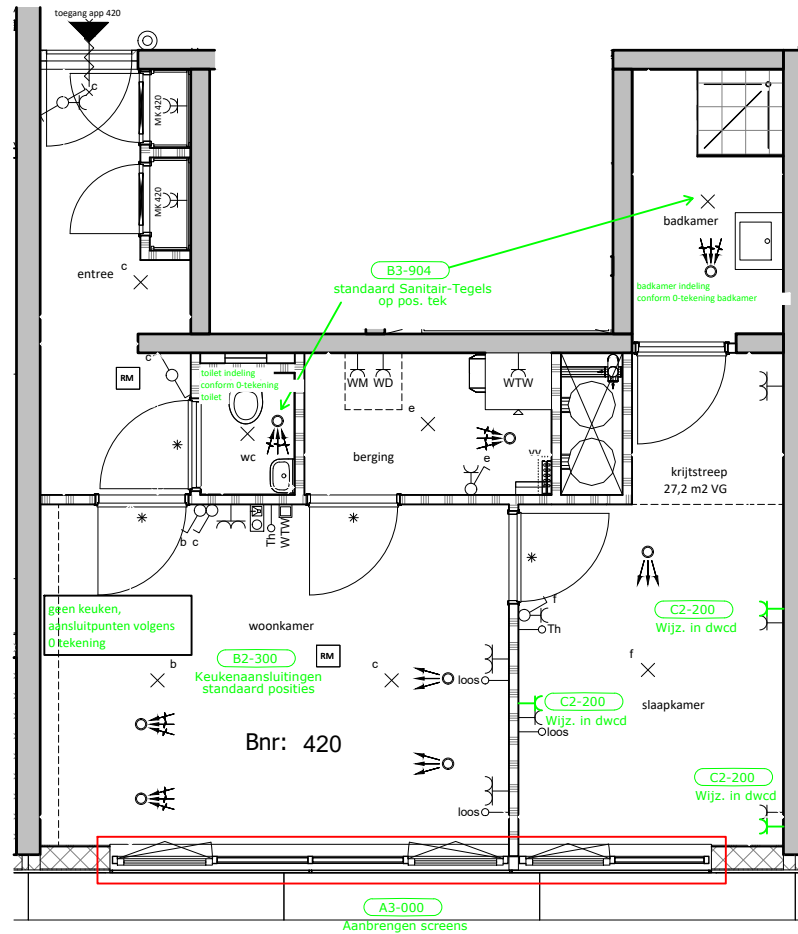 toegang app 420
c
MK 420
MK 420
entree
c
badkamer
B3-904
standaard Sanitair-Tegels
op pos. tek
badkamer indeling
conform 0-tekening badkamer
c
RM
toilet indeling
conform 0-tekening
toilet
wc
WM
WD
WTW
e
berging
e
krijtstreep
27,2 m2 VG
b
c
Th
WTW
geen keuken,
aansluitpunten volgens
0 tekening
woonkamer
RM
B2-300
Keukenaansluitingen
standaard posities
b
c
loos
f
Th
C2-200
Wijz. in dwcd
f
C2-200
Wijz. in dwcd
slaapkamer
loos
Bnr: 420
C2-200
Wijz. in dwcd
loos
A3-000
Aanbrengen screens